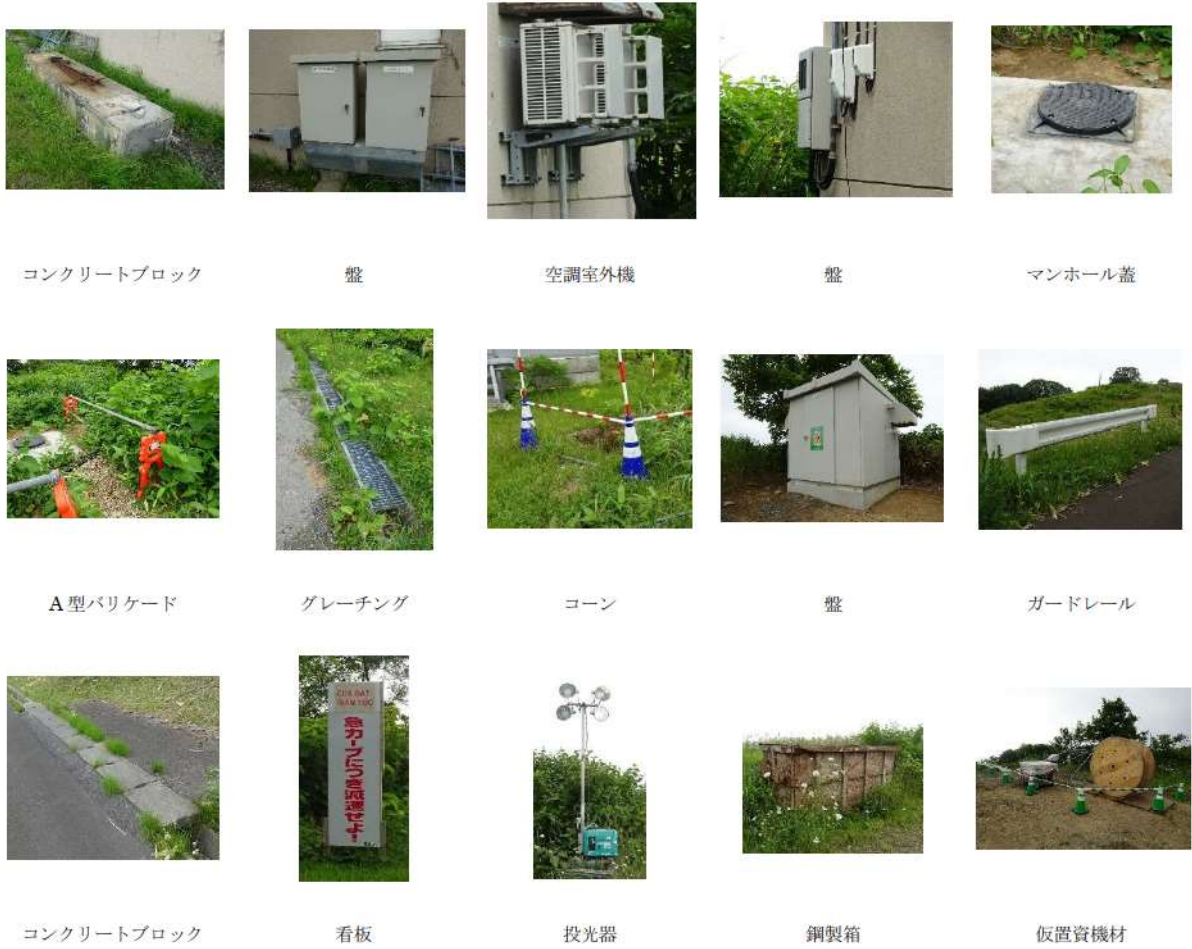 コンクリートブロック
盤
空調室外機
盤
マンホール蓋
A型バリケード
グレーチング
コーン
盤
ガードレール
急カーブにつき減速せよ!
コンクリートブロック
看板
投光器
鋼製箱
仮置資機材